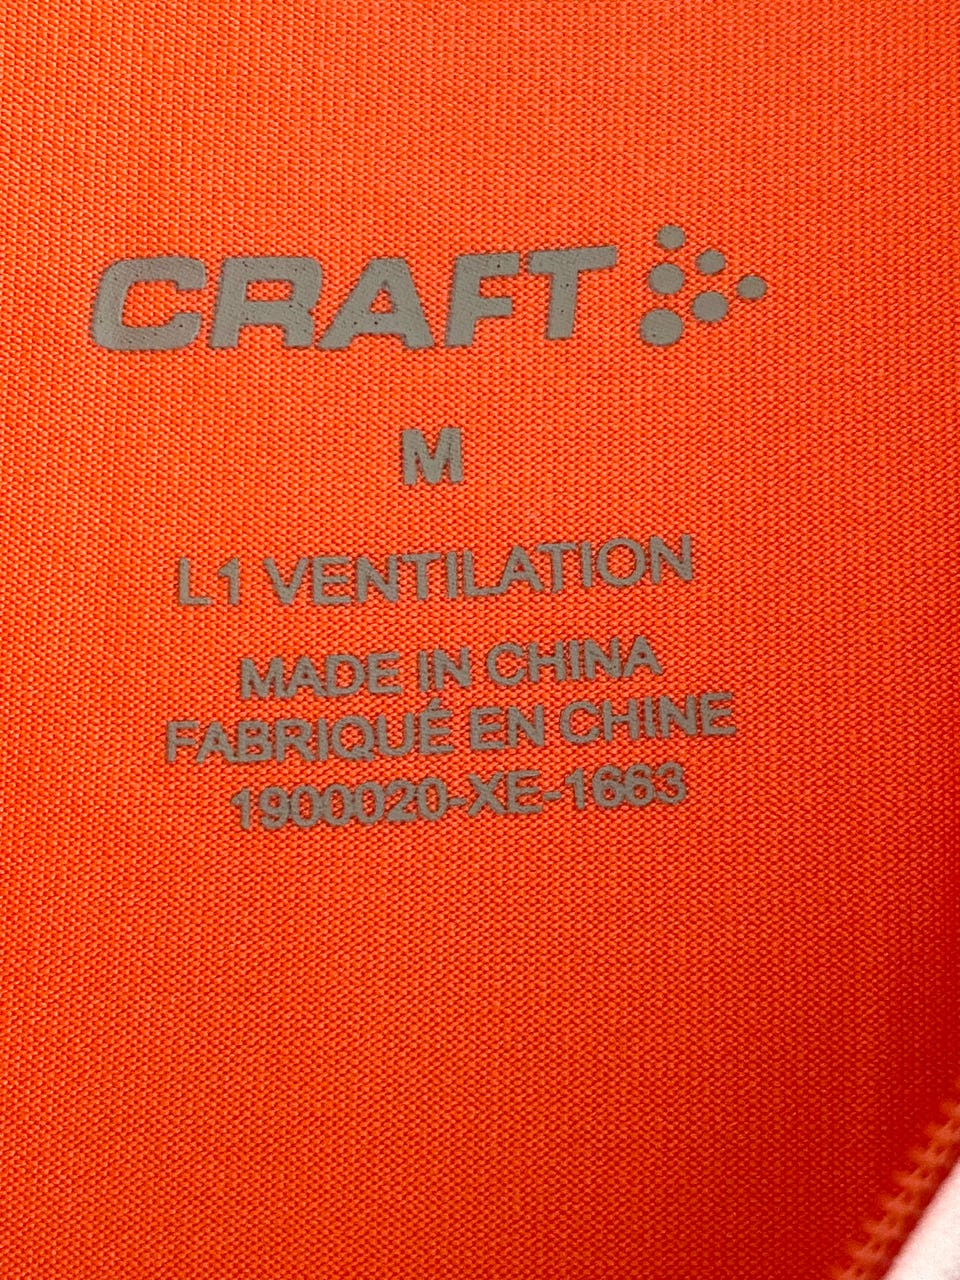 CRAFT
M
L1 VENTILATION
MADE IN CHINA
FABRIQUÉ EN CHINE
1900020-XE-1663